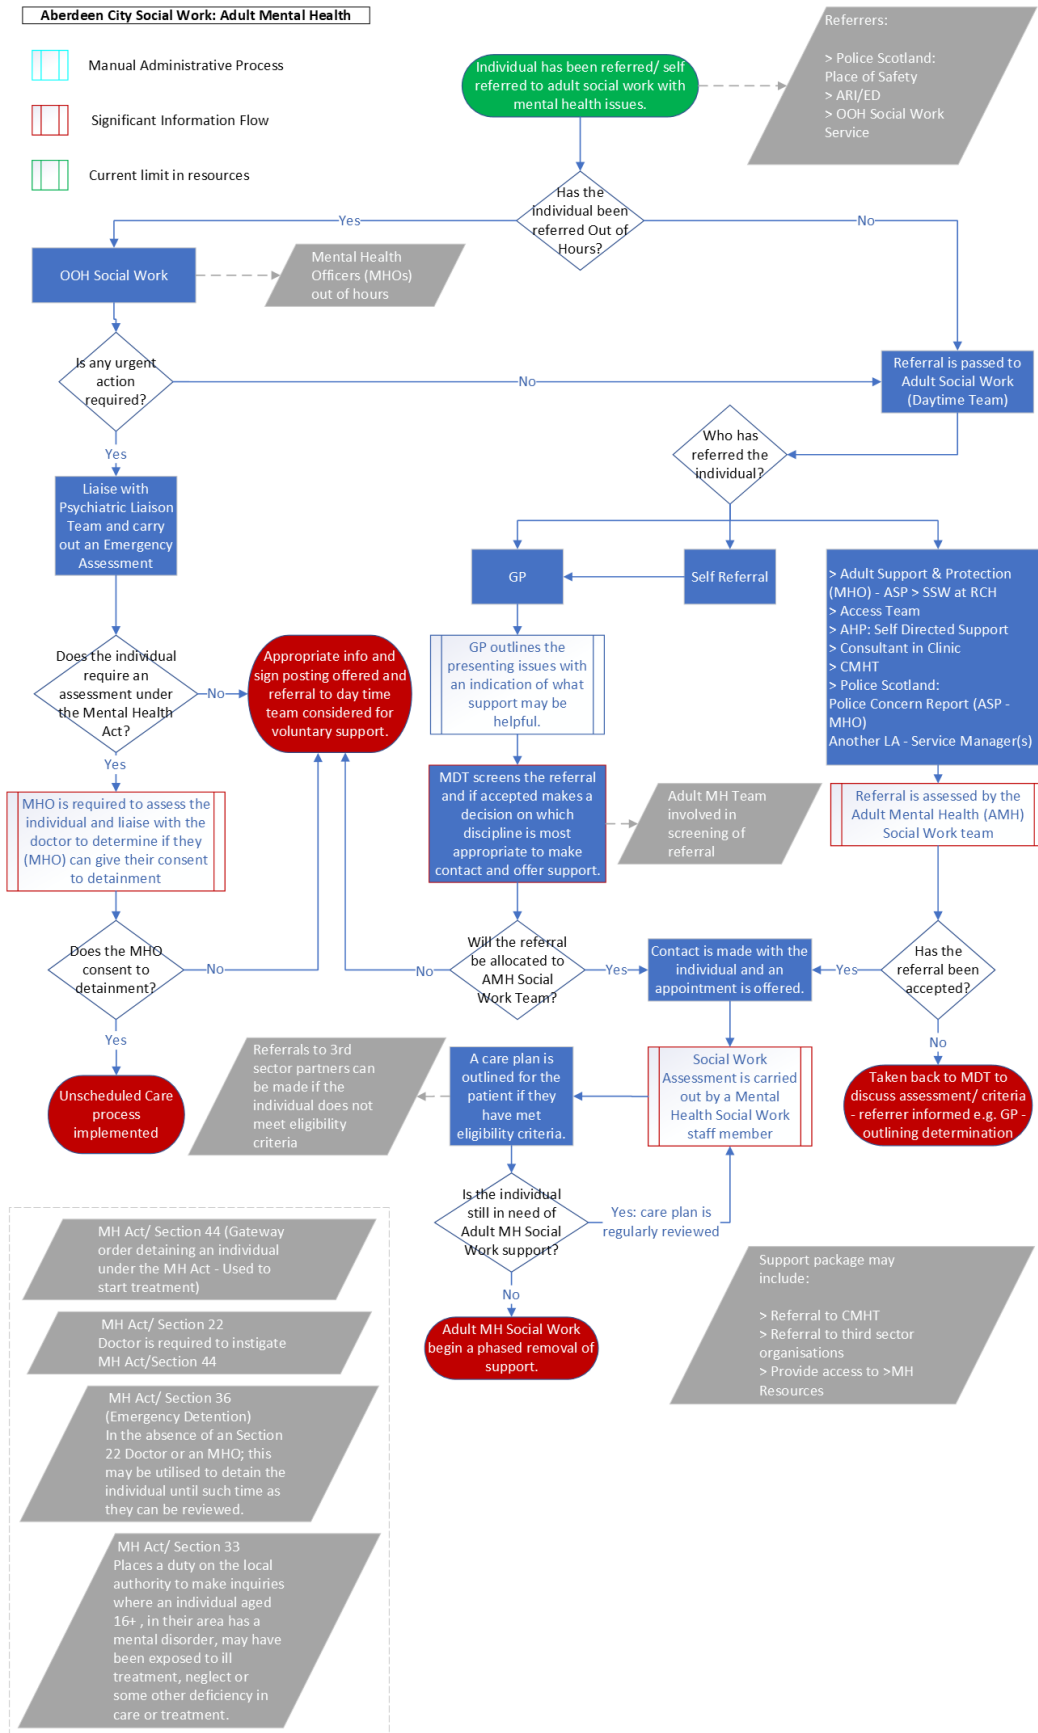 Aberdeen City Social Work: Adult Mental Health
Manual Administrative Process
Significant Information Flow
Current limit in resources
Individual has been referred/ self
referred to adult social work with
mental health issues.
Referrers:
> Police Scotland:
Place of Safety
> ARI/ED
> OOH Social Work
Service
Has the
individual been
referred Out of
Hours?
Yes
No
OOH Social Work
Mental Health
Officers (MHOs)
out of hours
Is any urgent
action
required?
No
Referral is passed to
Adult Social Work
(Daytime Team)
Who has
referred the
individual?
Yes
Liaise with
Psychiatric Liaison
Team and carry
out an Emergency
Assessment
GP
Self Referral
> Adult Support & Protection
(MHO) - ASP > SSW at RCH
> Access Team
> AHP: Self Directed Support
> Consultant in Clinic
> CMHT
> Police Scotland:
Police Concern Report (ASP -
MHO)
Another LA - Service Manager(s)
Does the individual
require an
assessment under
the Mental Health
Act?
No
Appropriate info and
sign posting offered and
referral to day time
team considered for
voluntary support.
GP outlines the
presenting issues with
an indication of what
support may be
helpful.
Yes
MHO is required to assess the
individual and liaise with the
doctor to determine if they
(MHO) can give their consent
to detainment
MDT screens the referral
and if accepted makes a
decision on which
discipline is most
appropriate to make
contact and offer support.
Adult MH Team
involved in
screening of
referral
Referral is assessed by the
Adult Mental Health (AMH)
Social Work team
Does the MHO
consent to
detainment?
No
No
Will the referral
be allocated to
AMH Social
Work Team?
Yes
Contact is made with the
individual and an
appointment is offered.
Yes
Has the
referral been
accepted?
Yes
No
Unscheduled Care
process
implemented
Referrals to 3rd
sector partners can
be made if the
individual does not
meet eligibility
criteria
A care plan is
outlined for the
patient if they
have met
eligibility criteria.
Social Work
Assessment is carried
out by a Mental
Health Social Work
staff member
Taken back to MDT to
discuss assessment/ criteria
- referrer informed e.g. GP -
outlining determination
Is the individual
still in need of
Adult MH Social
Work support?
Yes: care plan is
regularly reviewed
No
Adult MH Social Work
begin a phased removal of
support.
Support package may
include:
> Referral to CMHT
> Referral to third sector
organisations
> Provide access to >MH
Resources
MH Act/ Section 44 (Gateway
order detaining an individual
under the MH Act - Used to
start treatment)
MH Act/ Section 22
Doctor is required to instigate
MH Act/Section 44
MH Act/ Section 36
(Emergency Detention)
In the absence of an Section
22 Doctor or an MHO; this
may be utilised to detain the
individual until such time as
they can be reviewed.
MH Act/ Section 33
Places a duty on the local
authority to make inquiries
where an individual aged
16+ , in their area has a
mental disorder, may have
been exposed to ill
treatment, neglect or
some other deficiency in
care or treatment.